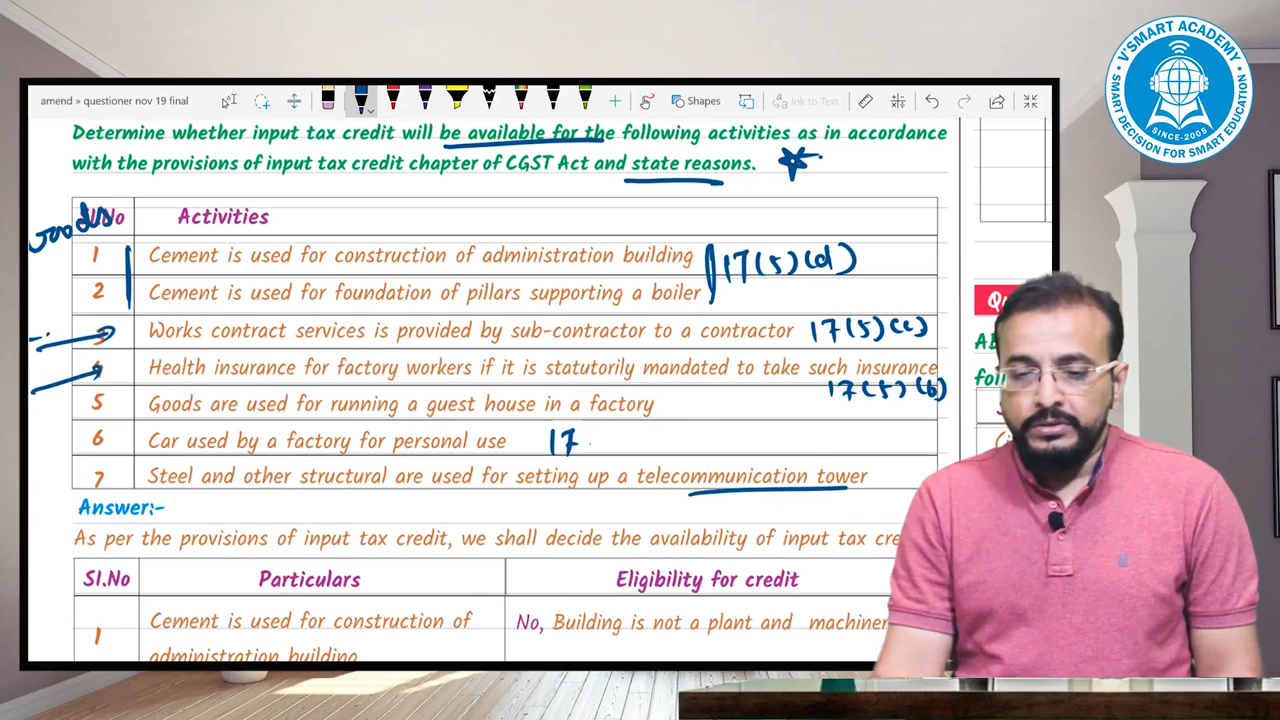 V'SMART ACADEMY
SMART DECISION FOR SMART EDUCATION
SINCE-2005
amend » questioner nov 19 final
Shapes
Ink to Text
Determine whether input tax credit will be available for the following activities as in accordance
with the provisions of input tax credit chapter of CGST Act and state reasons.
Sl.No Activities
1 Cement is used for construction of administration building 17(5)(d)
2 Cement is used for foundation of pillars supporting a boiler
3 Works contract services is provided by sub-contractor to a contractor 17(5)(c)
4 Health insurance for factory workers if it is statutorily mandated to take such insurance
17(5)(b)
5 Goods are used for running a guest house in a factory
6 Car used by a factory for personal use 17
7 Steel and other structural are used for setting up a telecommunication tower
Goods
Answer:-
As per the provisions of input tax credit, we shall decide the availability of input tax cre
Sl.No Particulars Eligibility for credit
1 Cement is used for construction of No, Building is not a plant and machiner
administration building